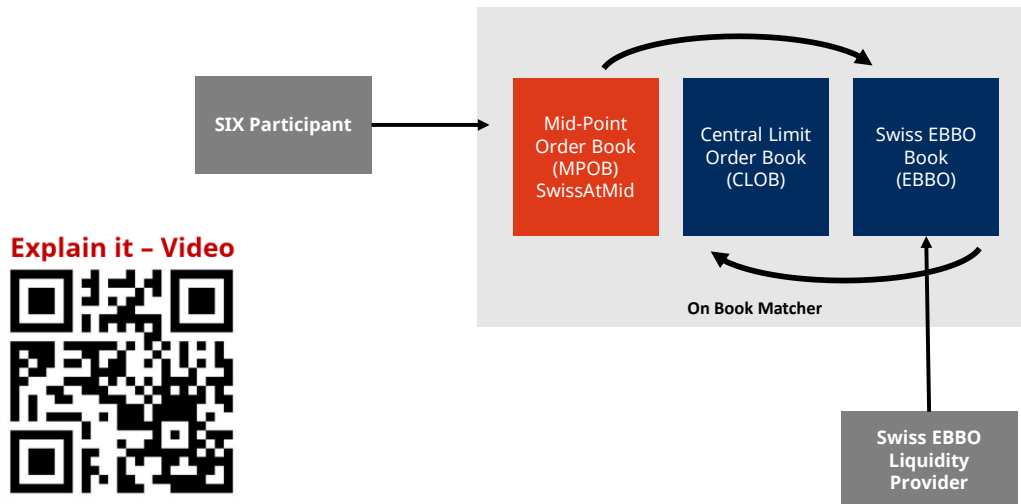 SIX Participant
Mid-Point
Order Book
(MPOB)
SwissAtMid
Central Limit
Order Book
(CLOB)
Swiss EBBO
Book
(EBBO)
On Book Matcher
Explain it – Video
Swiss EBBO
Liquidity
Provider